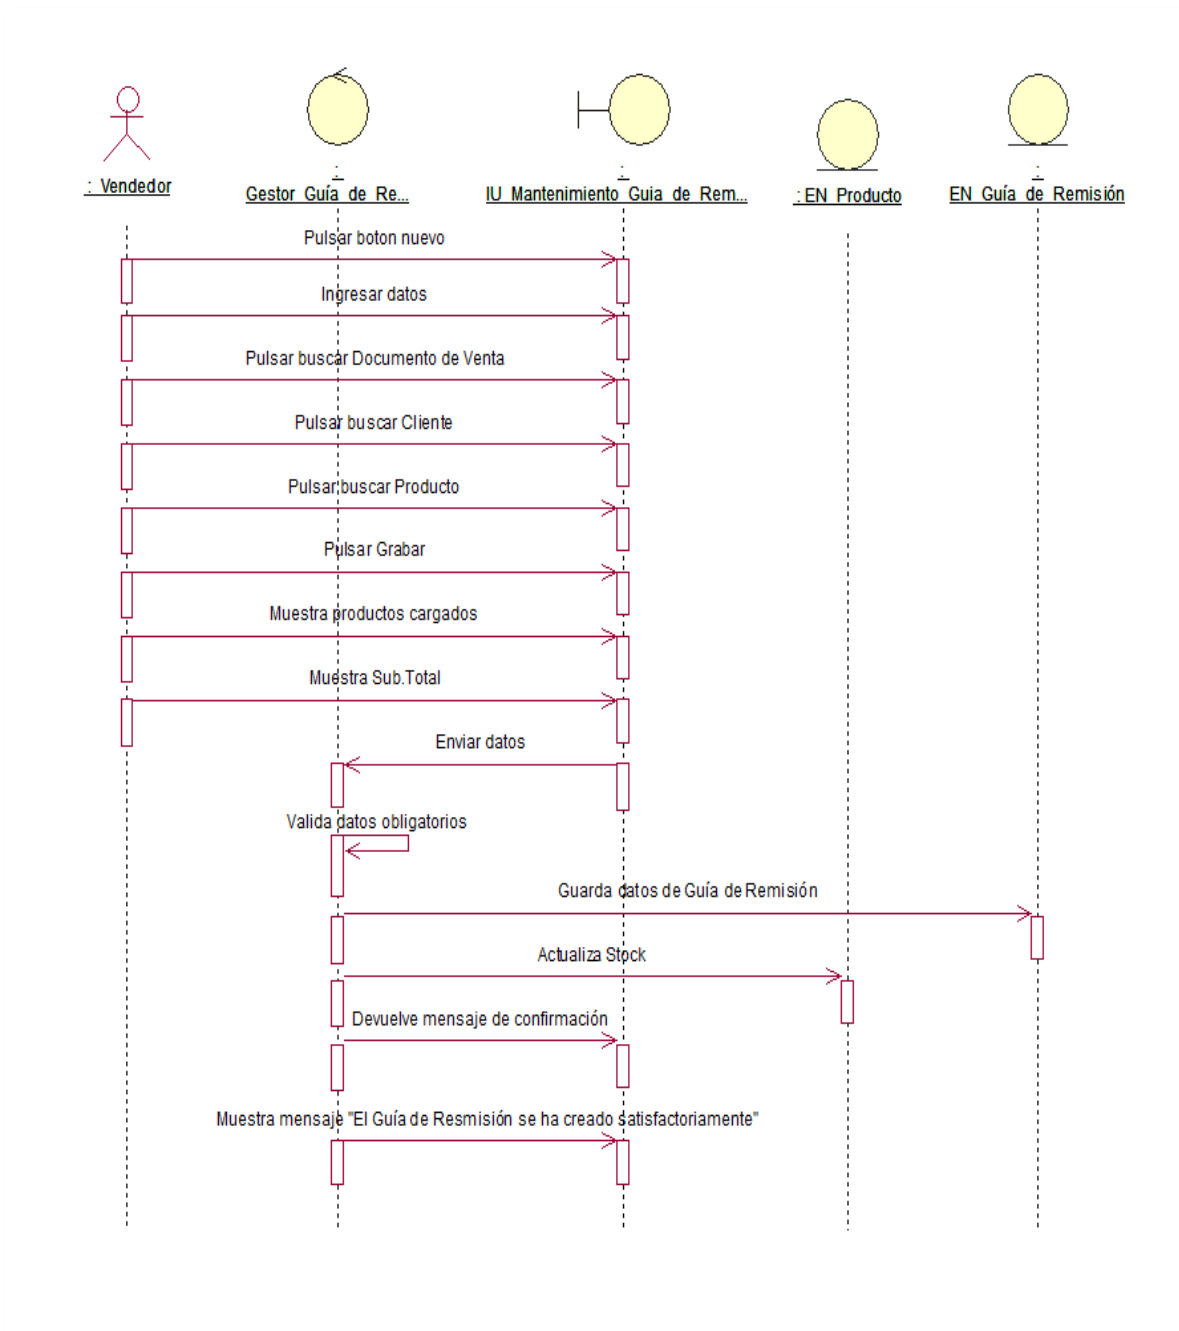 : Vendedor
:
Gestor Guía de Re...
:
IU Mantenimiento Guia de Rem...
: EN Producto
:
EN Guía de Remisión
Pulsar boton nuevo
Ingresar datos
Pulsar buscar Documento de Venta
Pulsar buscar Cliente
Pulsar buscar Producto
Pulsar Grabar
Muestra productos cargados
Muestra Sub.Total
Enviar datos
Valida datos obligatorios
Guarda datos de Guía de Remisión
Actualiza Stock
Devuelve mensaje de confirmación
Muestra mensaje "El Guía de Resmisión se ha creado satisfactoriamente"